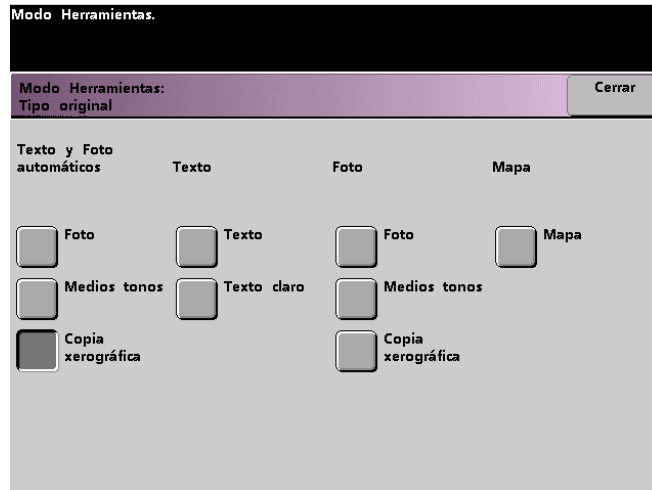 Modo Herramientas.
Modo Herramientas:
Tipo original
Cerrar
Texto y Foto
automáticos
Texto
Foto
Mapa
Foto
Texto
Foto
Mapa
Medios tonos
Texto claro
Medios tonos
Copia
xerográfica
Copia
xerográfica